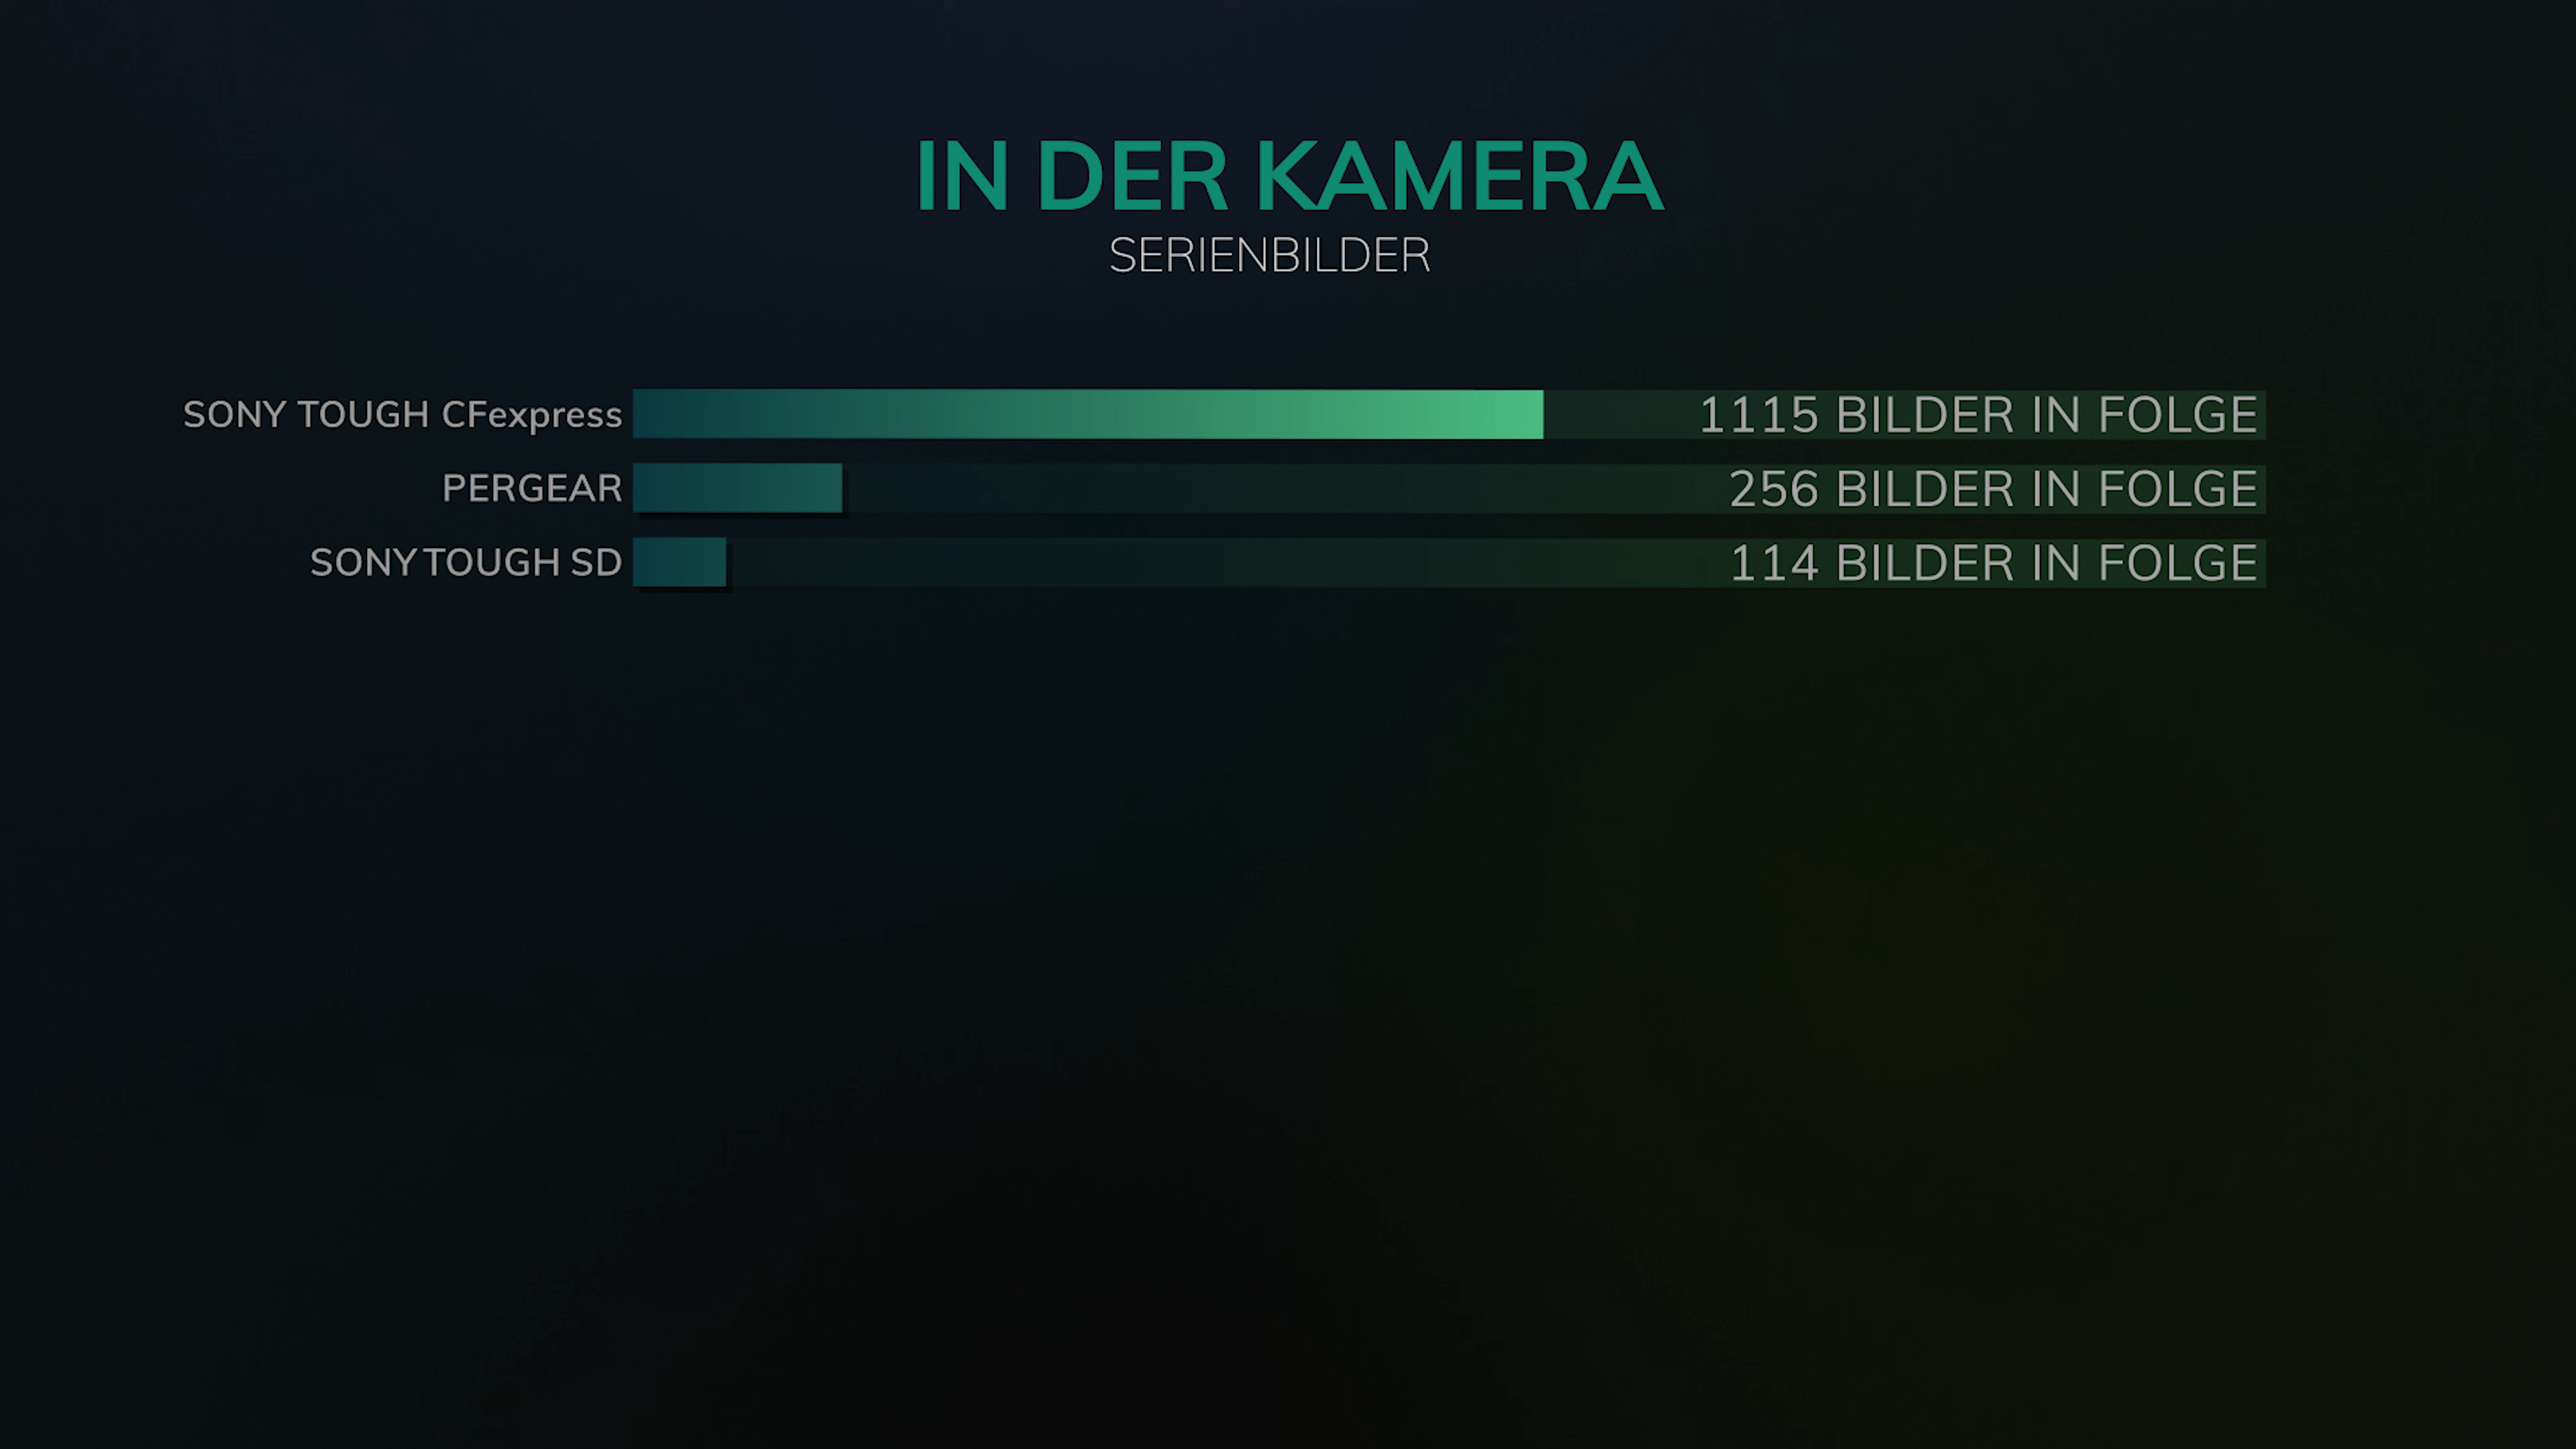 IN DER KAMERA
SERIENBILDER
SONY TOUGH CFexpress 1115 BILDER IN FOLGE
PERGEAR 256 BILDER IN FOLGE
SONY TOUGH SD 114 BILDER IN FOLGE